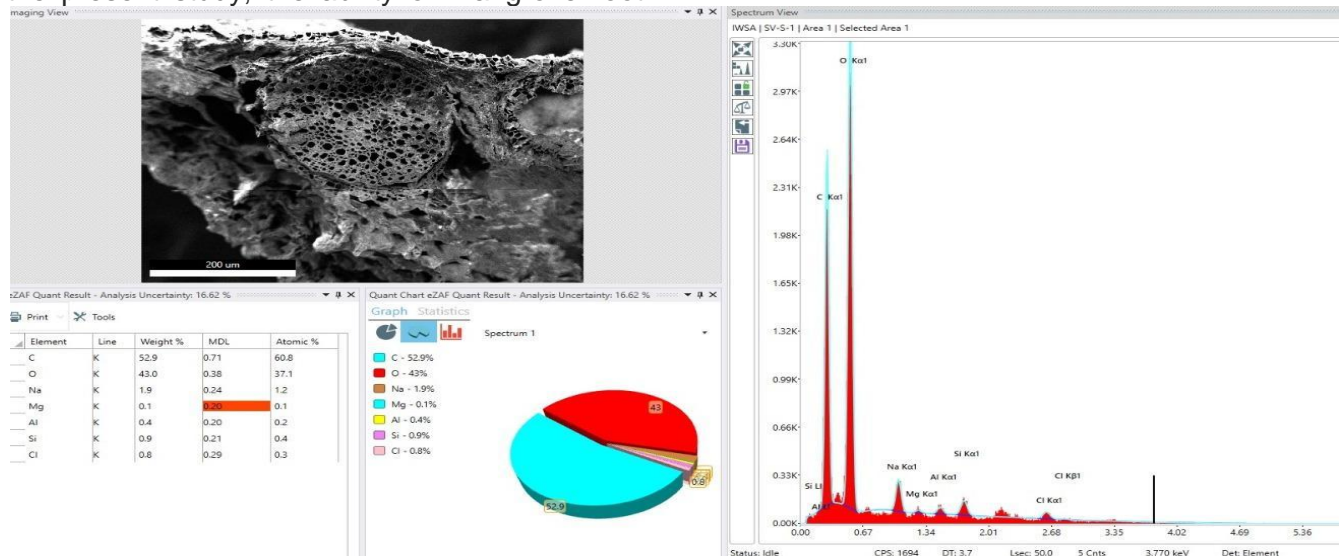 Imaging View
200 um
eZAF Quant Result - Analysis Uncertainty: 16.62 %
Print Tools
Element Line Weight % MDL Atomic %
C K 52.9 0.71 60.8
O K 43.0 0.38 37.1
Na K 1.9 0.24 1.2
Mg K 0.1 0.20 0.1
Al K 0.4 0.20 0.2
Si K 0.9 0.21 0.4
Cl K 0.8 0.29 0.3
Quant Chart eZAF Quant Result - Analysis Uncertainty: 16.62 %
Graph Statistics
Spectrum 1
C - 52.9%
O - 43%
Na - 1.9%
Mg - 0.1%
Al - 0.4%
Si - 0.9%
Cl - 0.8%
43
0.8
52.9
Spectrum View
IWSA | SV-S-1 | Area 1 | Selected Area 1
3.30K
O Kα1
2.97K
2.64K
2.31K
C Kα1
1.98K
1.65K
1.32K
0.99K
0.66K
Si Kα1
0.33K
Na Kα1
Al Kα1
Cl Kβ1
Si Ll
Mg Kα1
Cl Kα1
0.00K
0.00 0.67 1.34 2.01 2.68 3.35 4.02 4.69 5.36
Status: Idle CPS: 1694 DT: 3.7 Lsec: 50.0 5 Cnts 3.770 keV Det: Element